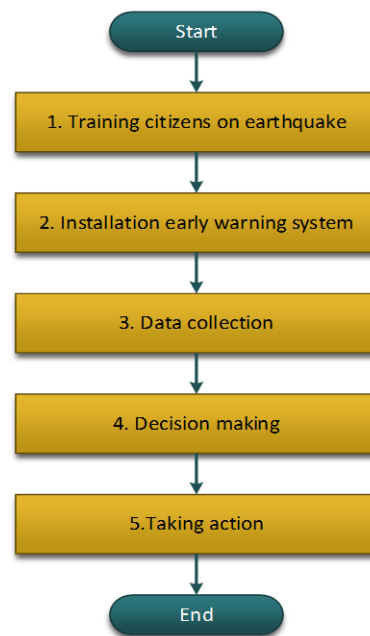 Start
1. Training citizens on earthquake
2. Installation early warning system
3. Data collection
4. Decision making
5.Taking action
End